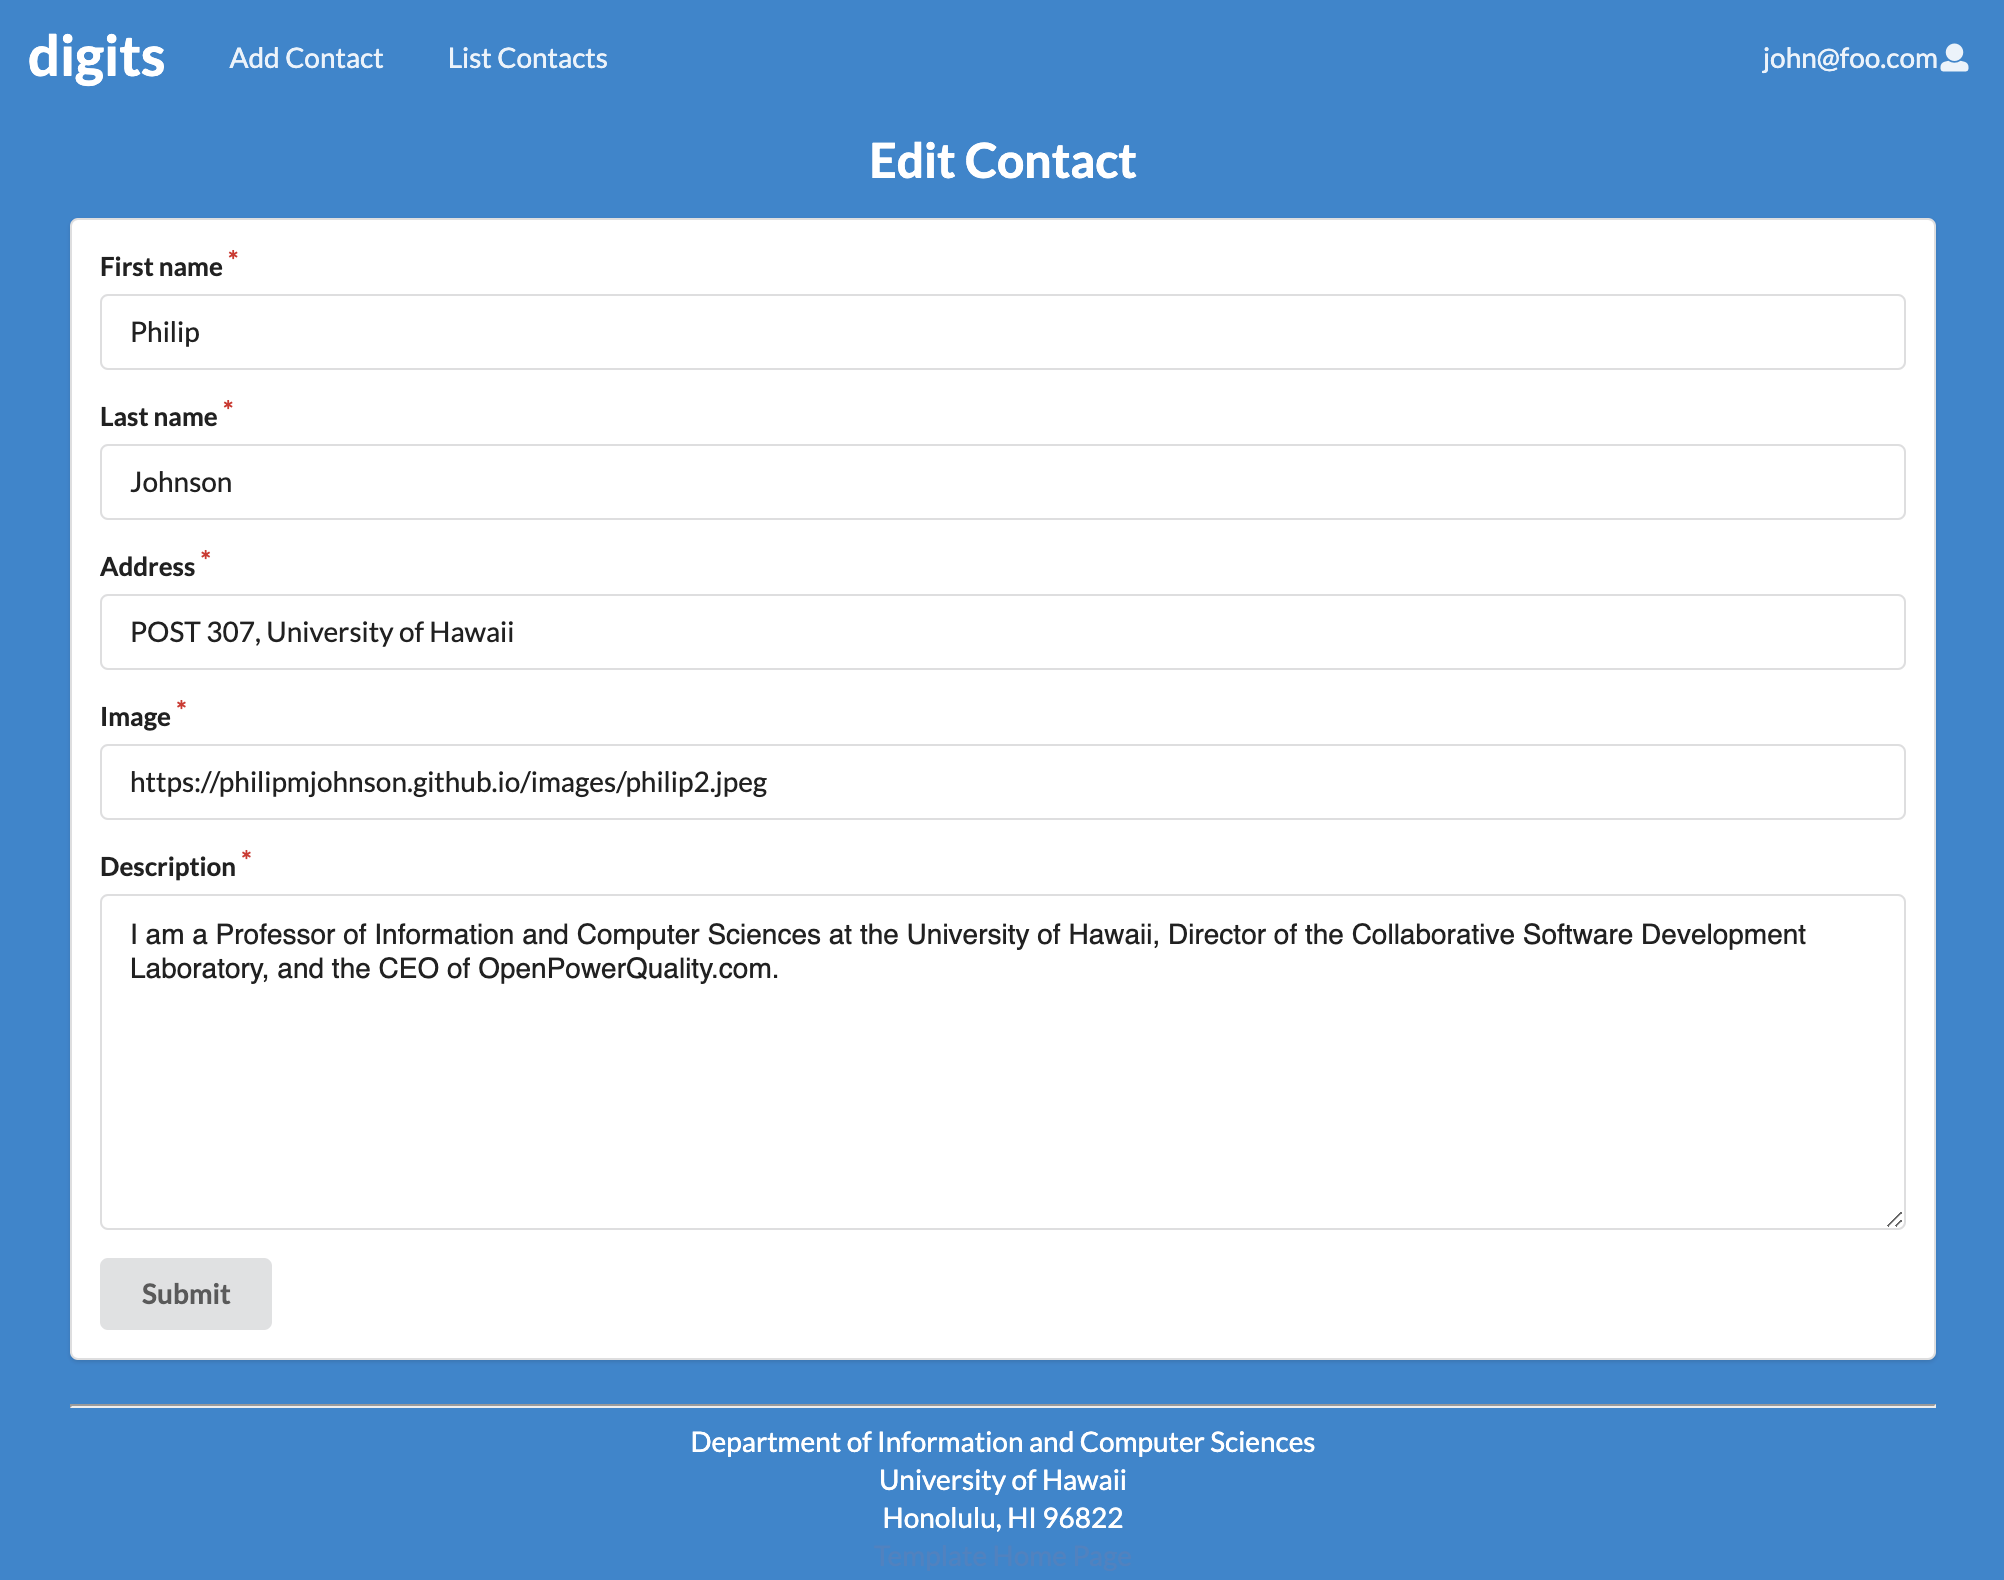 digits
Add Contact
List Contacts
john@foo.com
Edit Contact
First name *
Philip
Last name *
Johnson
Address *
POST 307, University of Hawaii
Image *
https://philipmjohnson.github.io/images/philip2.jpeg
Description *
I am a Professor of Information and Computer Sciences at the University of Hawaii, Director of the Collaborative Software Development
Laboratory, and the CEO of OpenPowerQuality.com.
Submit
Department of Information and Computer Sciences
University of Hawaii
Honolulu, HI 96822
Template Home Page